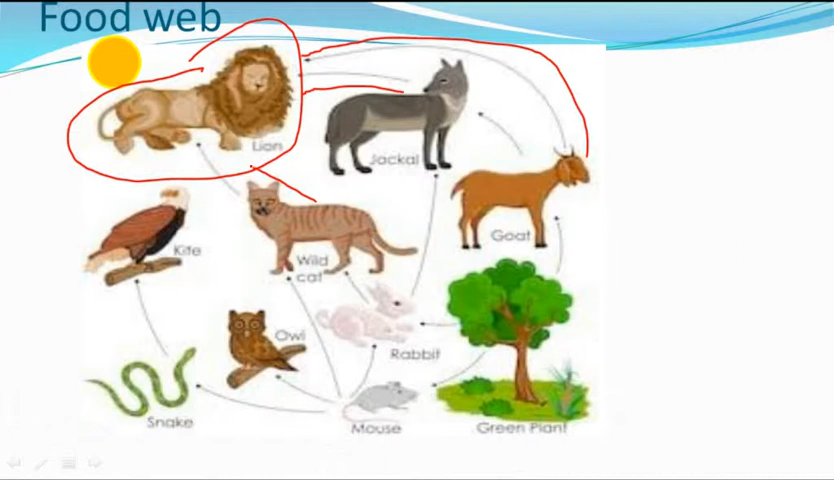 Food web
Lion
Jackal
Goat
Kite
Wild
cat
Owl
Rabbit
Snake
Mouse
Green Plant